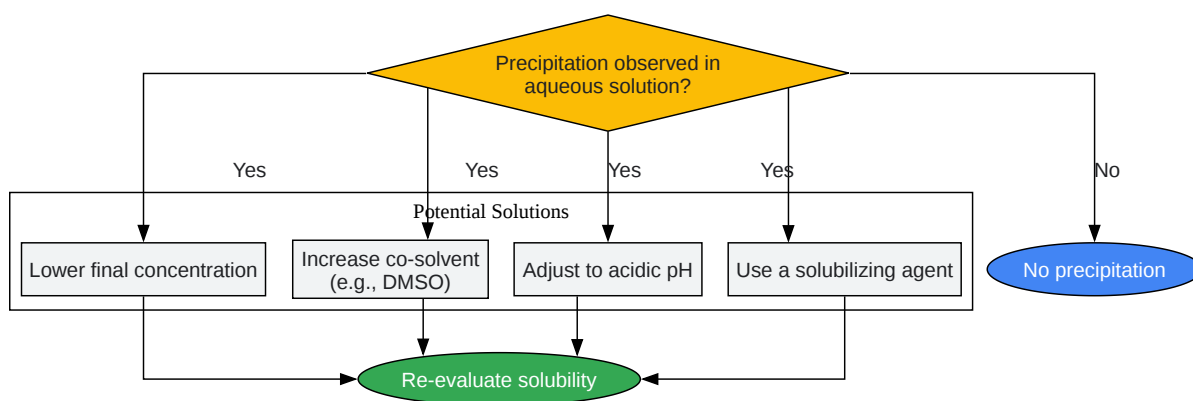 Precipitation observed in
aqueous solution?
Yes
Yes
Yes
Yes
No
Potential Solutions
Lower final concentration
Increase co-solvent
(e.g., DMSO)
Adjust to acidic pH
Use a solubilizing agent
No precipitation
Re-evaluate solubility